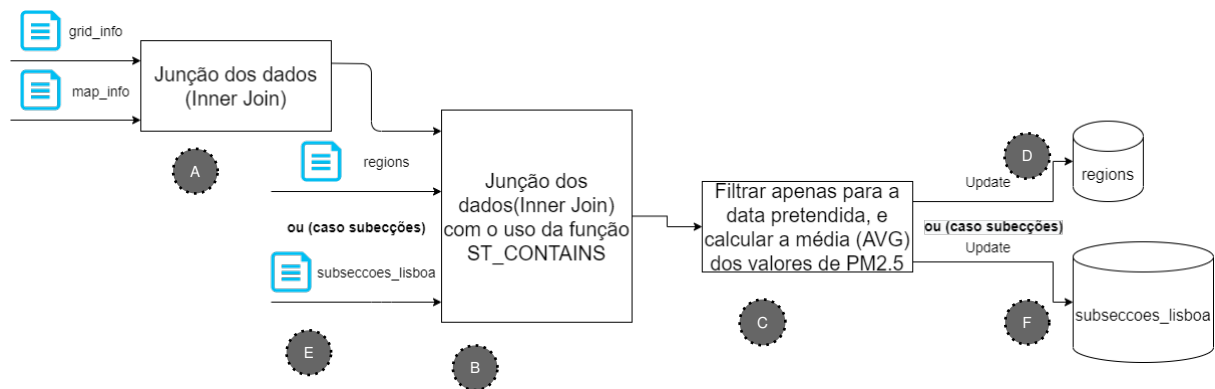 grid_info
map_info
Junção dos dados
(Inner Join)
A
regions
ou (caso subecções)
subseccoes_lisboa
E
Junção dos
dados(Inner Join)
com o uso da função
ST_CONTAINS
B
Filtrar apenas para a
data pretendida, e
calcular a média (AVG)
dos valores de PM2.5
C
D
Update
regions
ou (caso subecções)
Update
F
subseccoes_lisboa